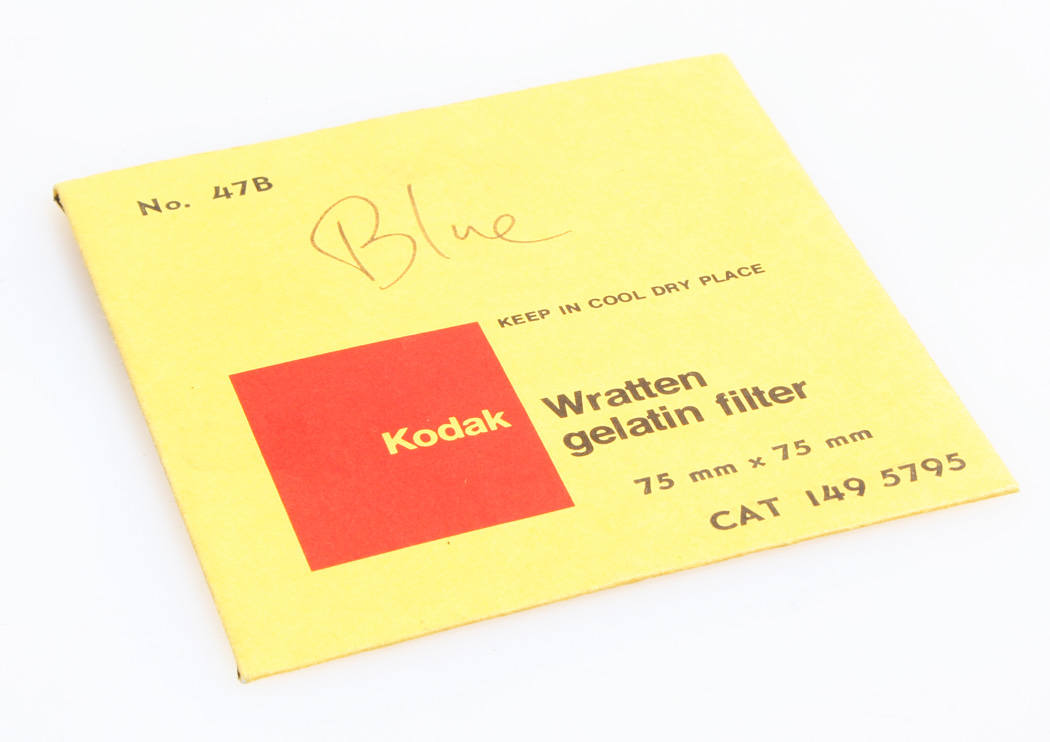 No. 47B
Blue
KEEP IN COOL DRY PLACE
Kodak
Wratten
gelatin filter
75 mm x 75 mm
CAT 149 5795